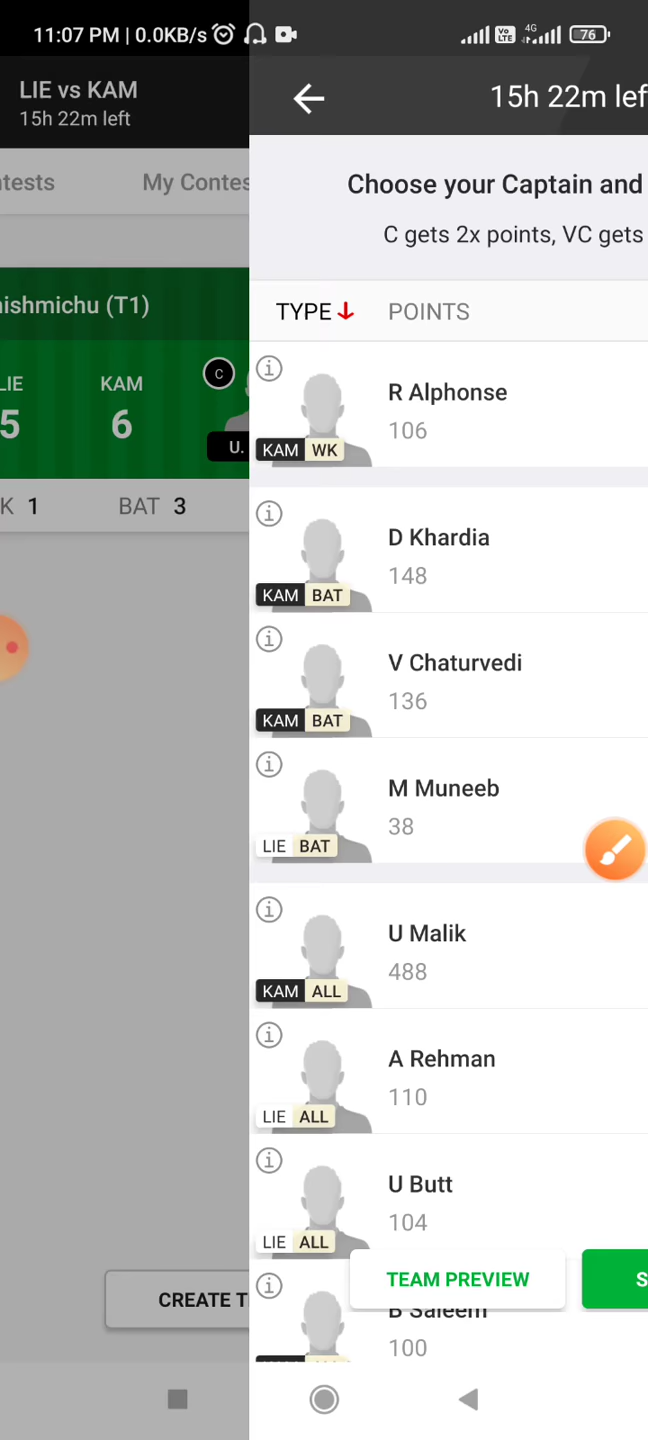 11:07 PM | 0.0KB/s
Vo LTE 4G 76
LIE vs KAM
15h 22m left
ntests My Contes
ishmichu (T1)
LIE KAM C
5 6 U.
K 1 BAT 3
CREATE T
15h 22m lef
Choose your Captain and
C gets 2x points, VC gets
TYPE POINTS
R Alphonse
106
KAM WK
D Khardia
148
KAM BAT
V Chaturvedi
136
KAM BAT
M Muneeb
38
LIE BAT
U Malik
488
KAM ALL
A Rehman
110
LIE ALL
U Butt
104
LIE ALL
TEAM PREVIEW S
B Saleem
100